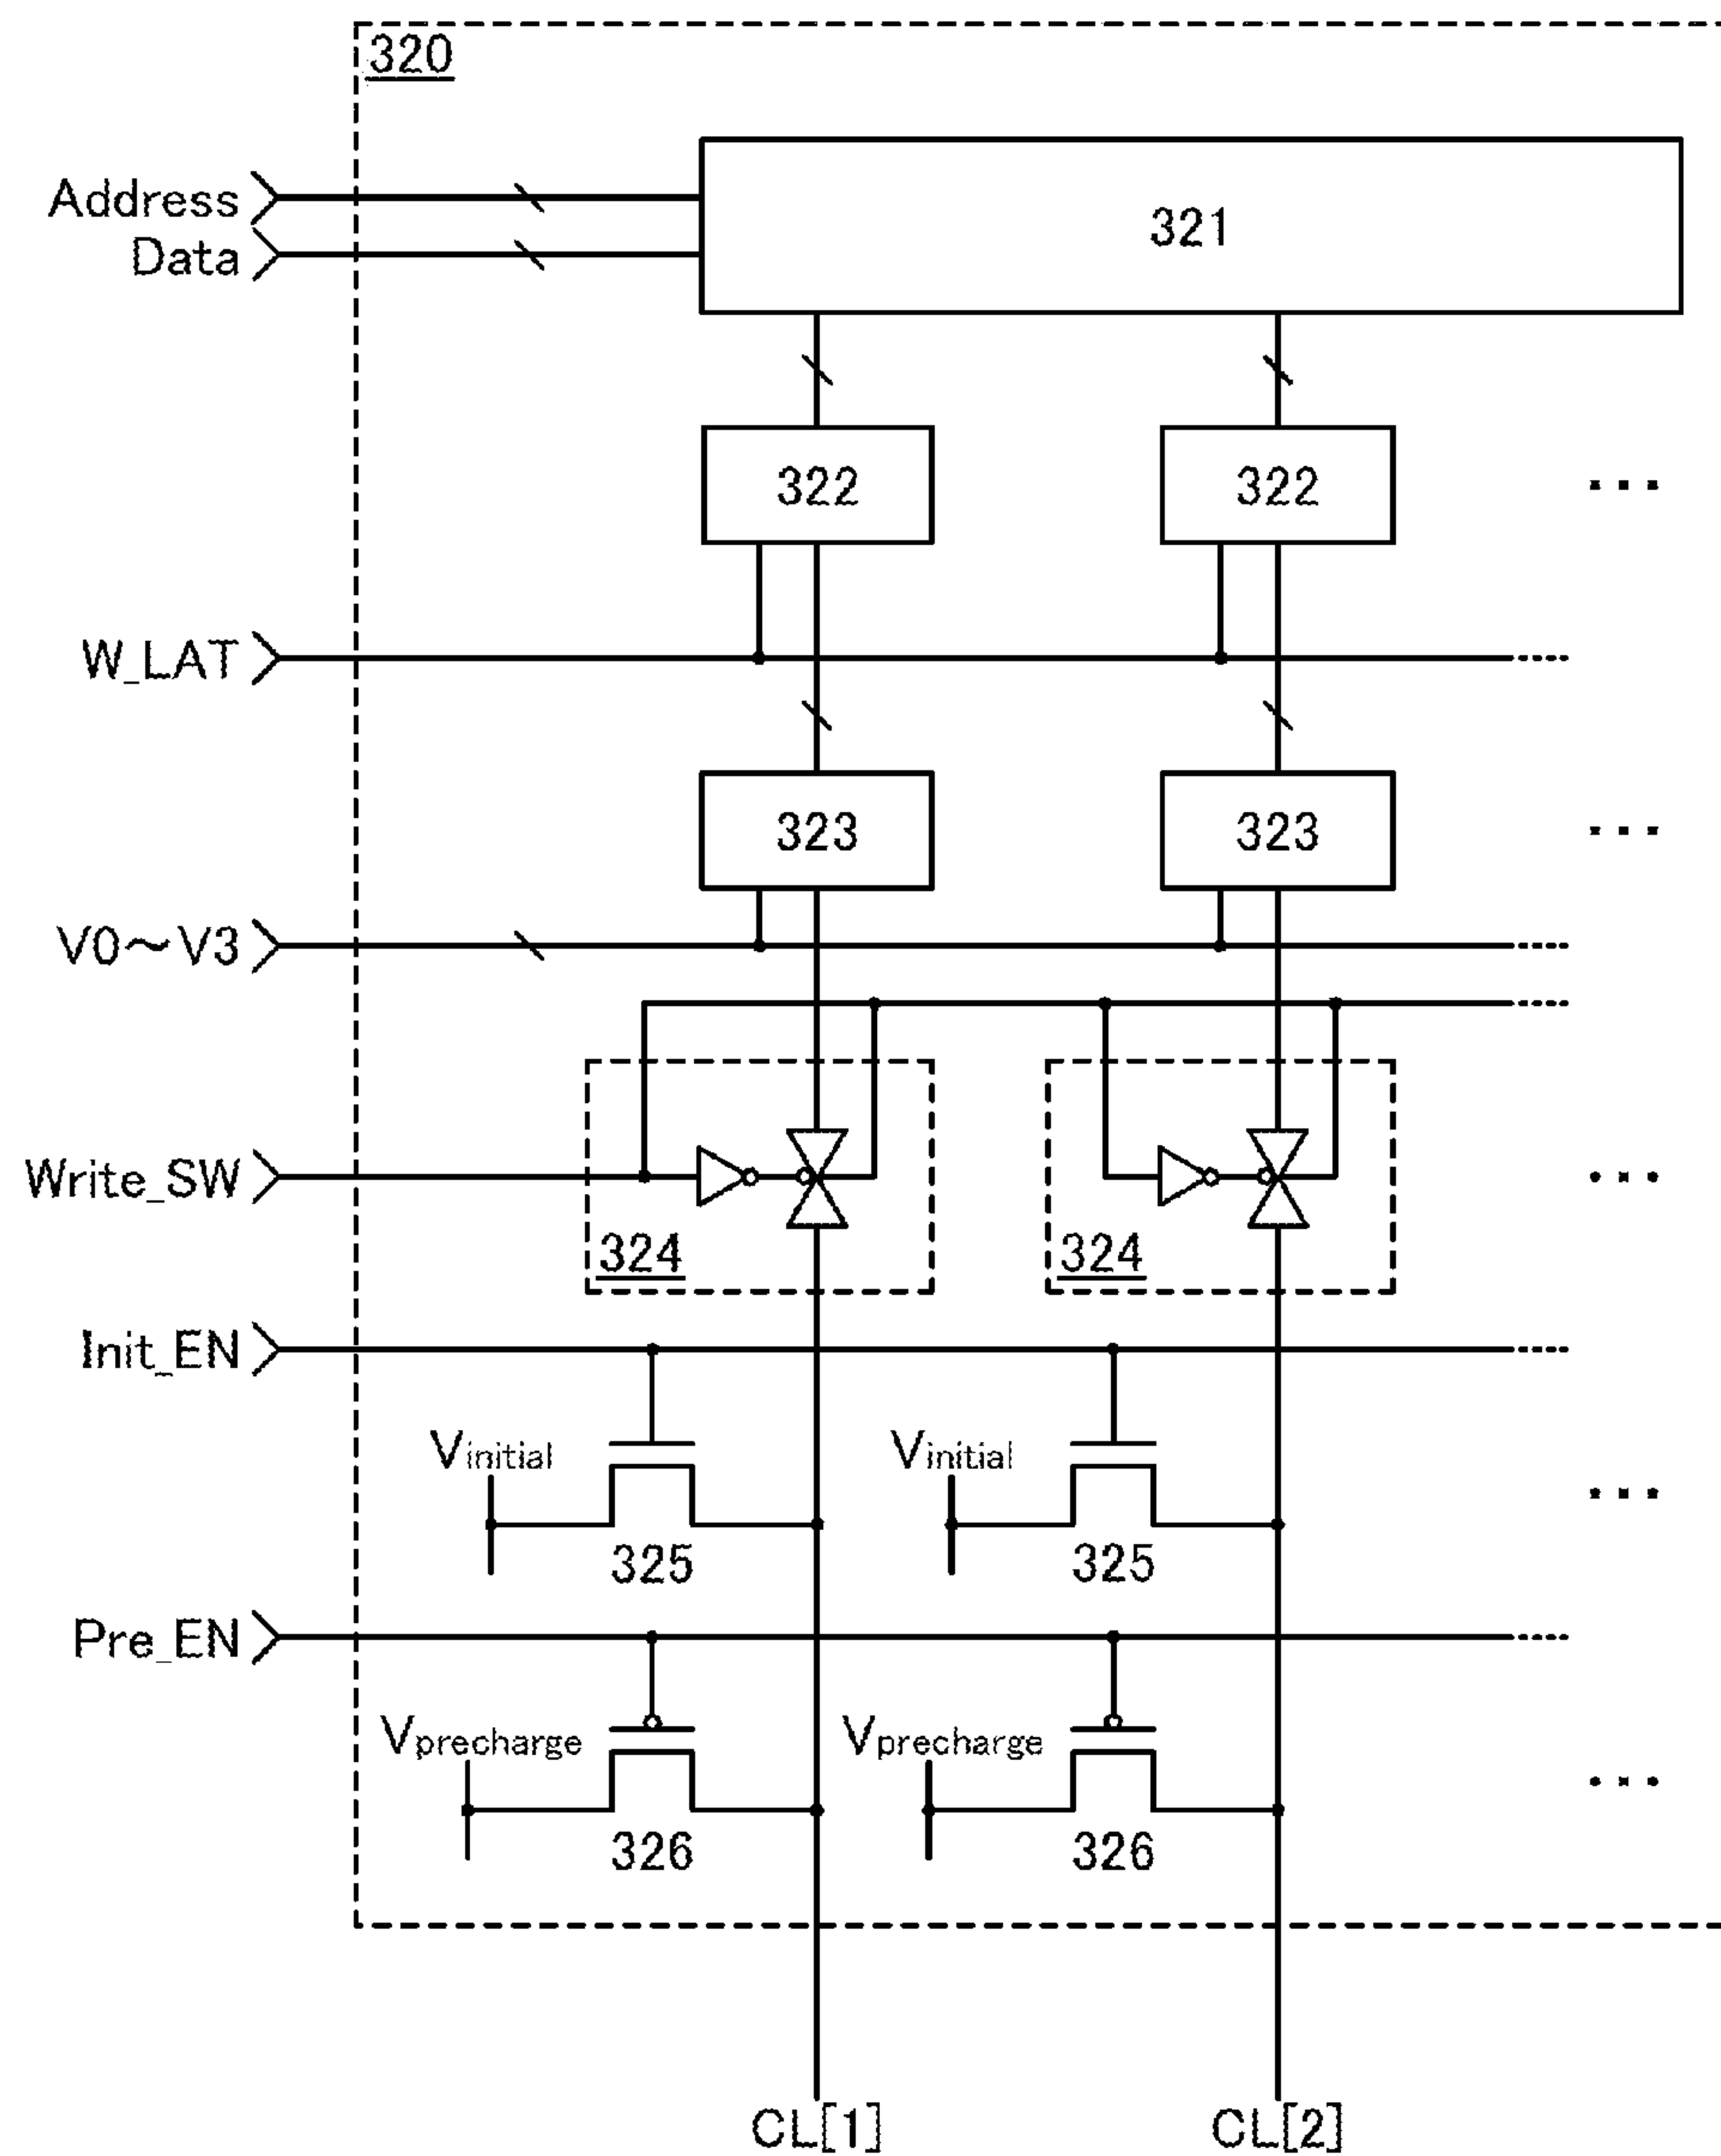 320
Address
Data
321
322 322 ...
W_LAT
323 323 ...
V0～V3
Write_SW ...
324 324
Init_EN
Vinitial Vinitial
...
325 325
Pre_EN
Vprecharge Vprecharge
...
326 326
CL[1] CL[2]